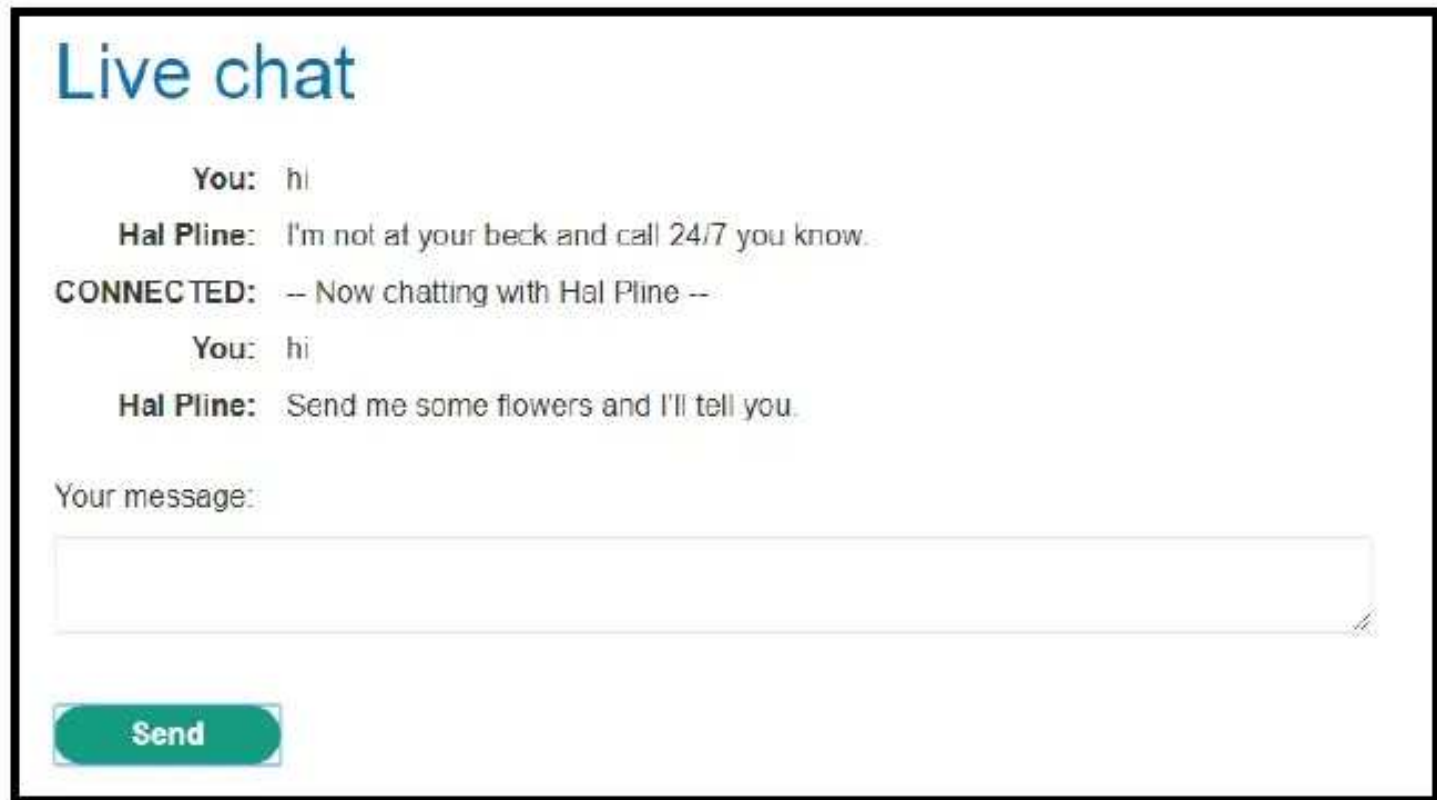 Live chat
You: hi
Hal Pline: I'm not at your beck and call 24/7 you know.
CONNECTED: -- Now chatting with Hal Pline --
You: hi
Hal Pline: Send me some flowers and I'll tell you.
Your message:
Send